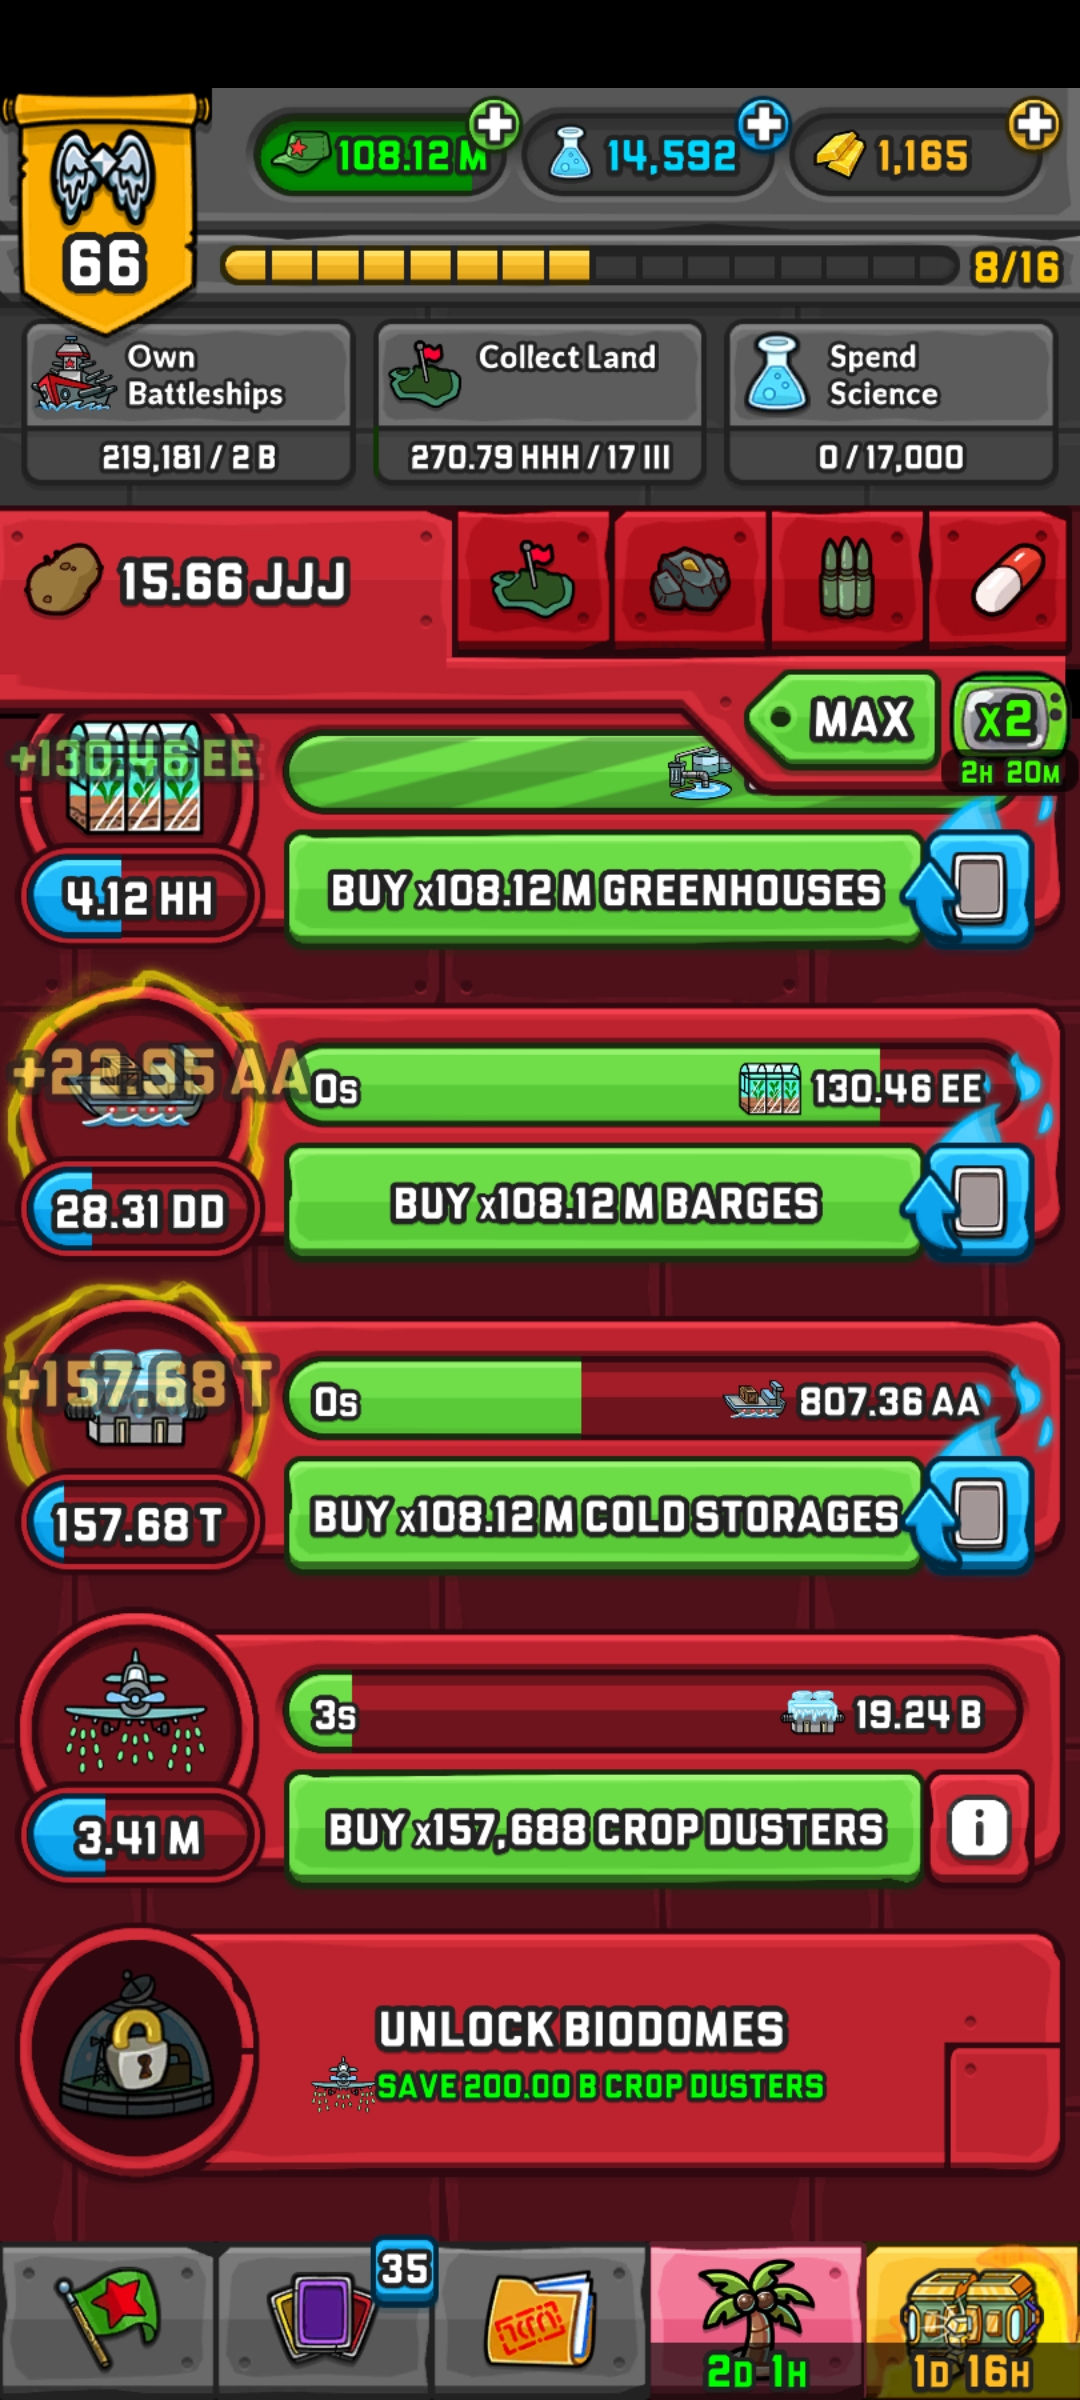 108.12 M
14,592
1,165
66
8/16
Own
Battleships
219,181 / 2 B
Collect Land
270.79 HHH / 17 III
Spend
Science
0 / 17,000
15.66 JJJ
MAX
x2
2H 20M
+130.46 EE
4.12 HH
BUY x108.12 M GREENHOUSES
+22.95 AA
0s
130.46 EE
28.31 DD
BUY x108.12 M BARGES
+157.68 T
0s
807.36 AA
157.68 T
BUY x108.12 M COLD STORAGES
3s
19.24 B
3.41 M
BUY x157,688 CROP DUSTERS
i
UNLOCK BIODOMES
SAVE 200.00 B CROP DUSTERS
35
2D 1H
1D 16H